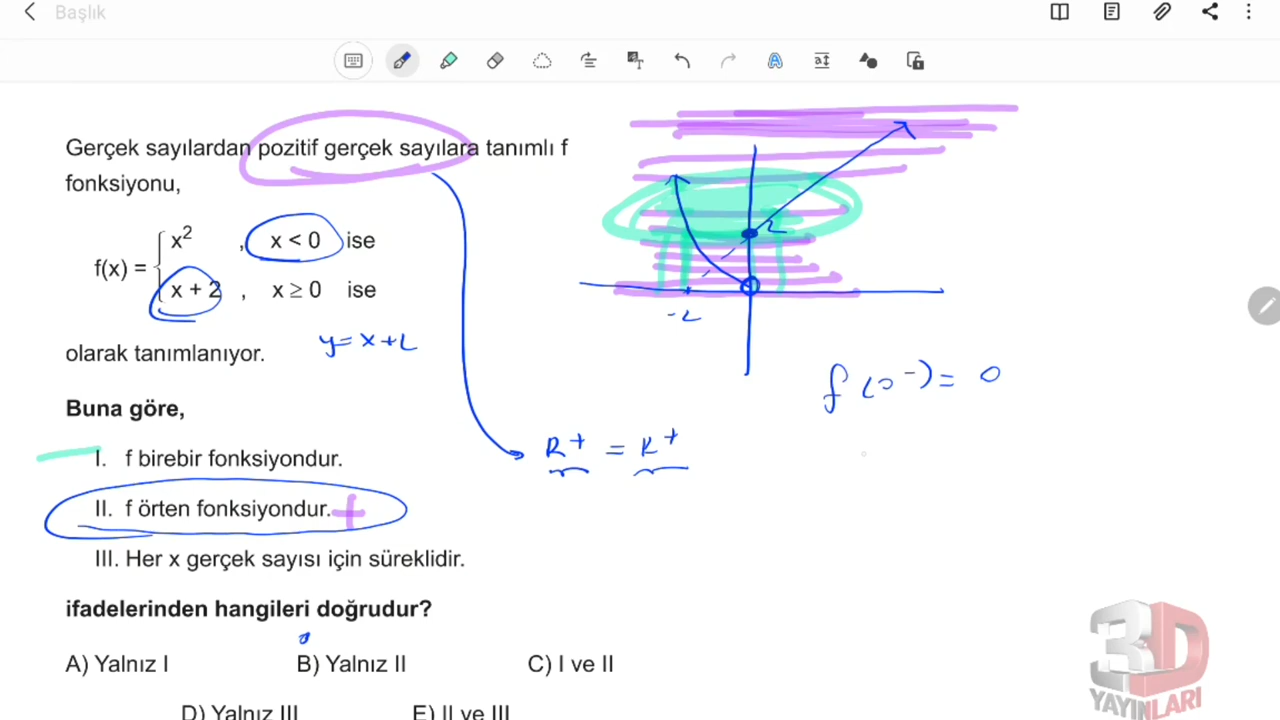 Başlık
Gerçek sayılardan pozitif gerçek sayılara tanımlı f
fonksiyonu,
x² , x < 0 ise
f(x) =
x + 2 , x ≥ 0 ise
2
-2
y = x+2
olarak tanımlanıyor.
f(0⁻) = 0
Buna göre,
R⁺ = R⁺
I. f birebir fonksiyondur.
II. f örten fonksiyondur. +
III. Her x gerçek sayısı için süreklidir.
ifadelerinden hangileri doğrudur?
A) Yalnız I B) Yalnız II C) I ve II
D) Yalnız III E) II ve III
3D
YAYINLARI